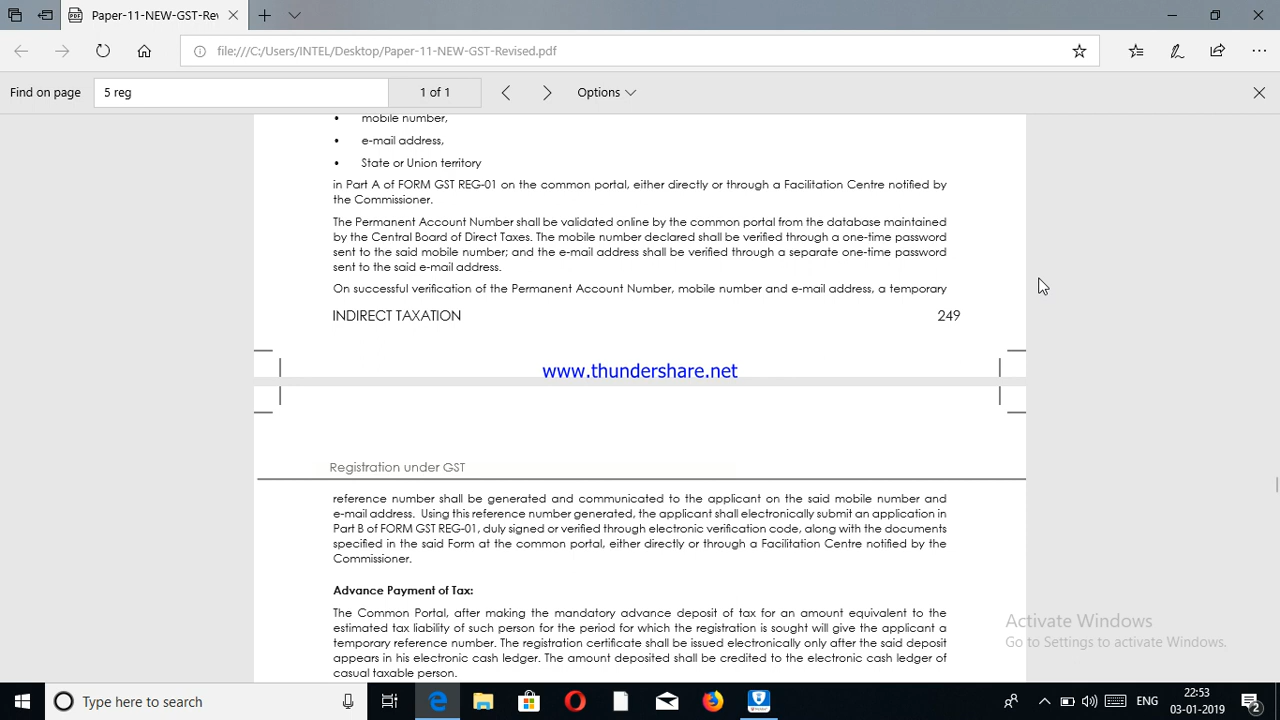 Paper-11-NEW-GST-Rev
file:///C:/Users/INTEL/Desktop/Paper-11-NEW-GST-Revised.pdf
Find on page
5 reg
1 of 1
Options
• mobile number,
• e-mail address,
• State or Union territory
in Part A of FORM GST REG-01 on the common portal, either directly or through a Facilitation Centre notified by
the Commissioner.
The Permanent Account Number shall be validated online by the common portal from the database maintained
by the Central Board of Direct Taxes. The mobile number declared shall be verified through a one-time password
sent to the said mobile number; and the e-mail address shall be verified through a separate one-time password
sent to the said e-mail address.
On successful verification of the Permanent Account Number, mobile number and e-mail address, a temporary
INDIRECT TAXATION 249
www.thundershare.net
Registration under GST
reference number shall be generated and communicated to the applicant on the said mobile number and
e-mail address. Using this reference number generated, the applicant shall electronically submit an application in
Part B of FORM GST REG-01, duly signed or verified through electronic verification code, along with the documents
specified in the said Form at the common portal, either directly or through a Facilitation Centre notified by the
Commissioner.
Advance Payment of Tax:
The Common Portal, after making the mandatory advance deposit of tax for an amount equivalent to the
estimated tax liability of such person for the period for which the registration is sought will give the applicant a
temporary reference number. The registration certificate shall be issued electronically only after the said deposit
appears in his electronic cash ledger. The amount deposited shall be credited to the electronic cash ledger of
casual taxable person.
Activate Windows
Go to Settings to activate Windows.
Type here to search
ENG
22:53
03-01-2019
2